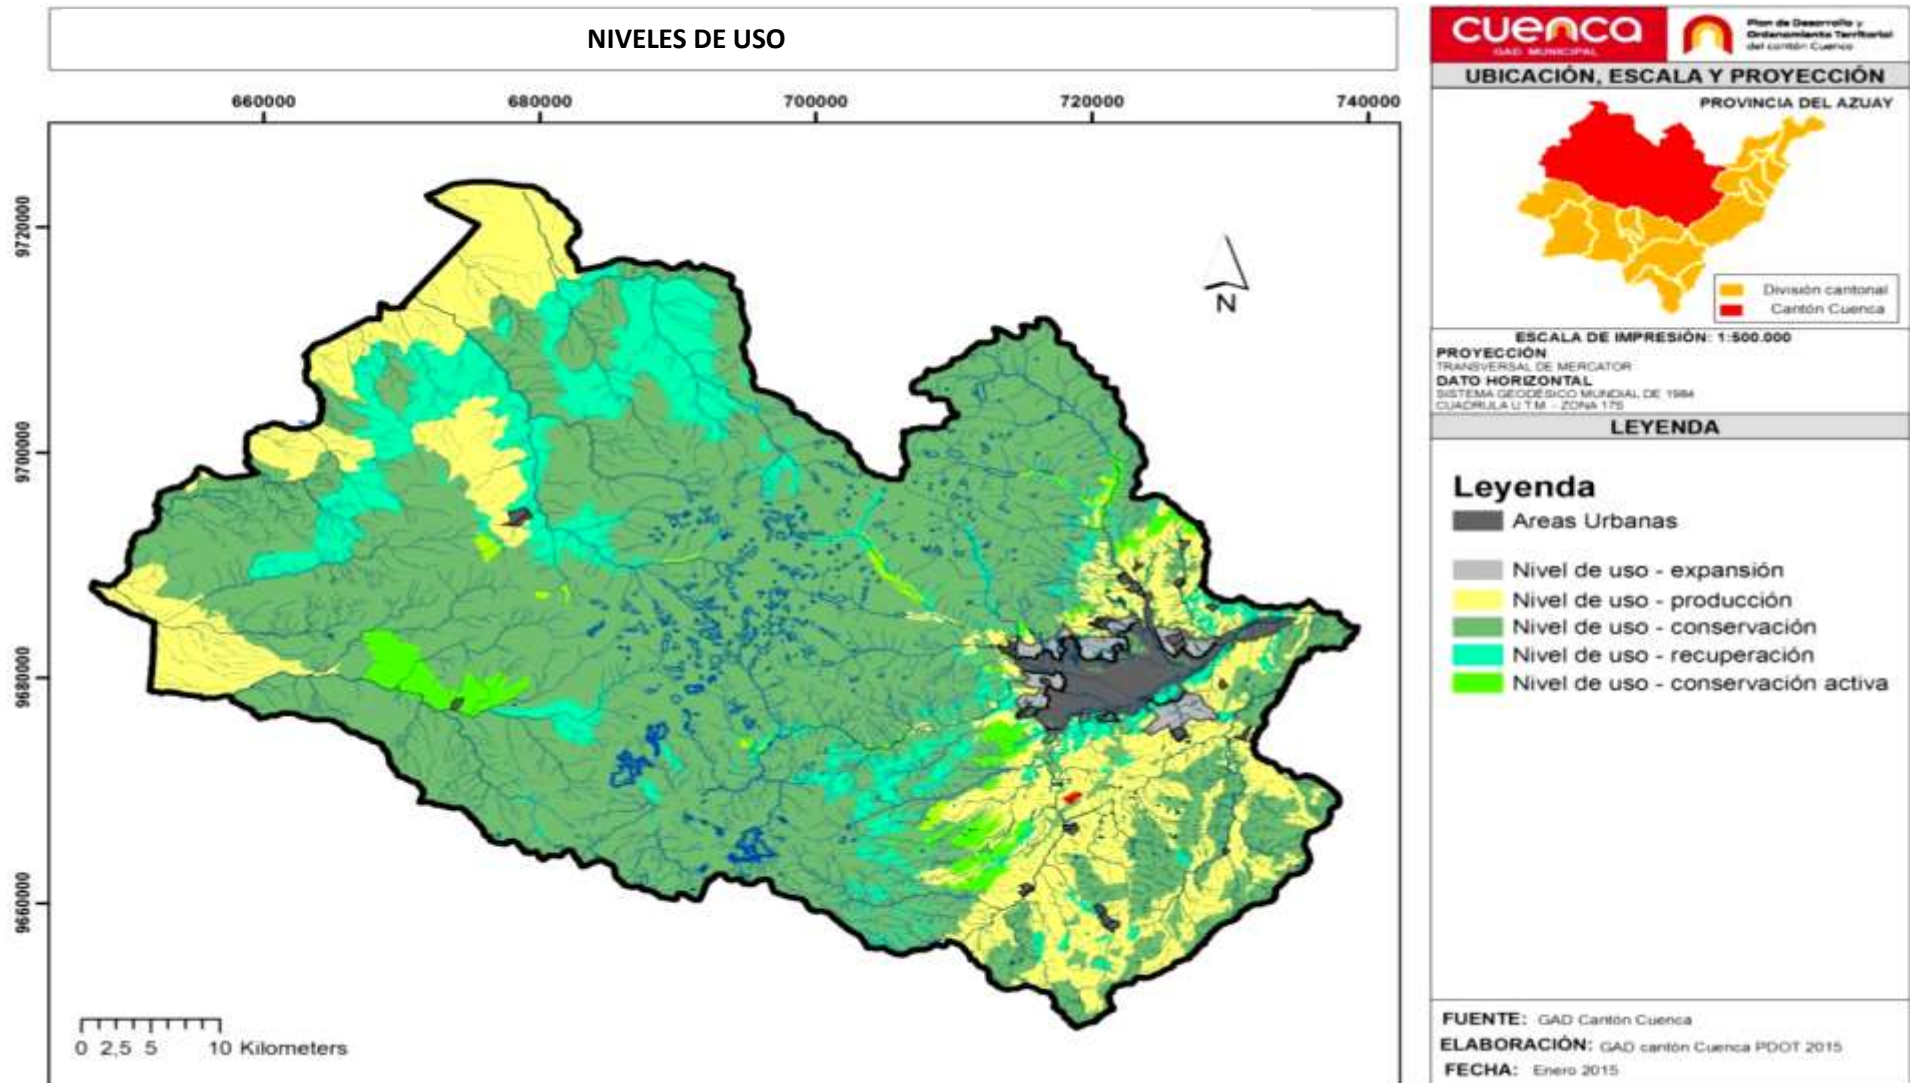 NIVELES DE USO
660000
680000
700000
720000
740000
9720000
9700000
9680000
9660000
N
0 2,5 5 10 Kilometers
cuenca
GAD MUNICIPAL
Plan de Desarrollo y
Ordenamiento Territorial
del cantón Cuenca
UBICACIÓN, ESCALA Y PROYECCIÓN
PROVINCIA DEL AZUAY
División cantonal
Cantón Cuenca
ESCALA DE IMPRESIÓN: 1:500.000
PROYECCIÓN
TRANSVERSAL DE MERCATOR
DATO HORIZONTAL
SISTEMA GEODÉSICO MUNDIAL DE 1984
CUADRULA U.T.M. - ZONA 17S
LEYENDA
Leyenda
Areas Urbanas
Nivel de uso - expansión
Nivel de uso - producción
Nivel de uso - conservación
Nivel de uso - recuperación
Nivel de uso - conservación activa
FUENTE: GAD Cantón Cuenca
ELABORACIÓN: GAD cantón Cuenca PDOT 2015
FECHA: Enero 2015